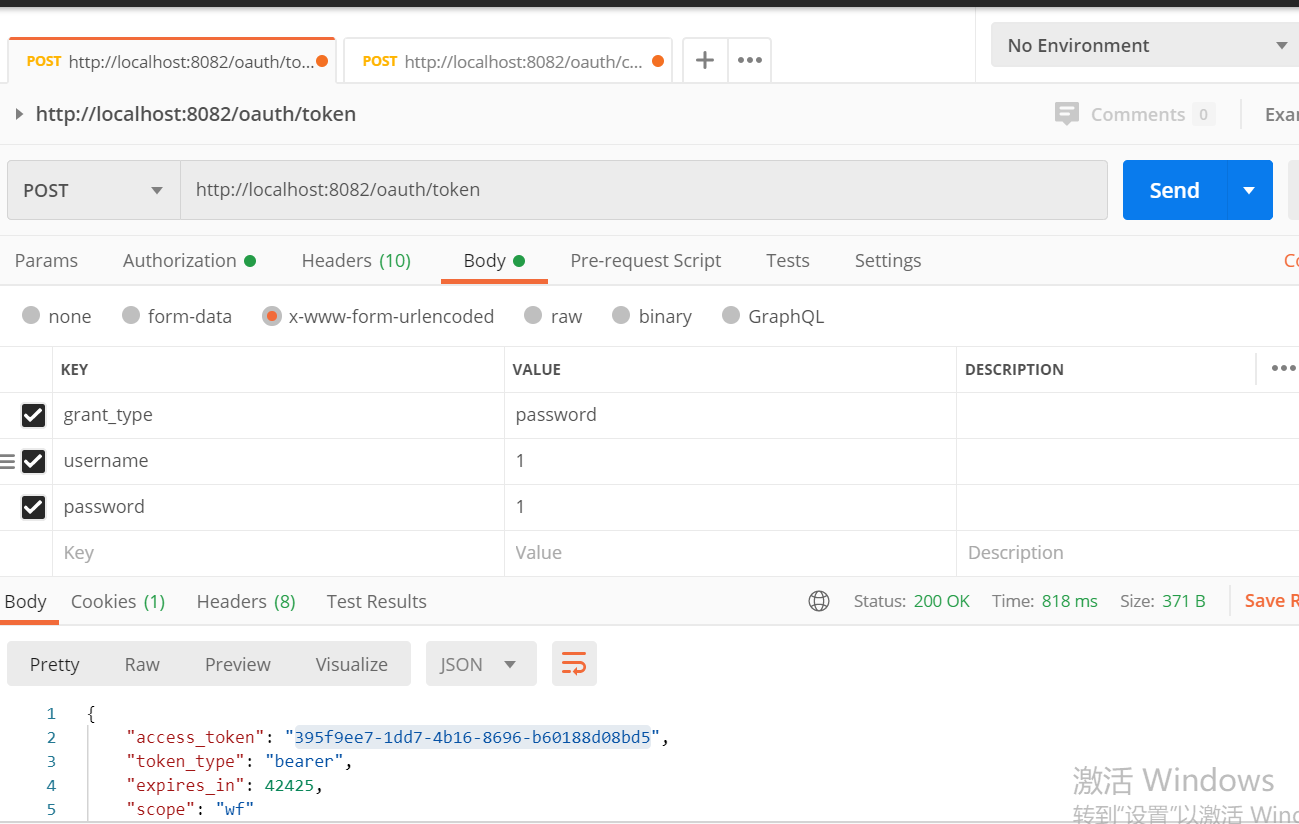 POST http://localhost:8082/oauth/to...
POST http://localhost:8082/oauth/c...
No Environment
http://localhost:8082/oauth/token
Comments 0
POST
http://localhost:8082/oauth/token
Send
Params Authorization Headers (10) Body Pre-request Script Tests Settings
none form-data x-www-form-urlencoded raw binary GraphQL
KEY VALUE DESCRIPTION
grant_type password
username 1
password 1
Key Value Description
Body Cookies (1) Headers (8) Test Results Status: 200 OK Time: 818 ms Size: 371 B Save
Pretty Raw Preview Visualize JSON
1 {
2 "access_token": "395f9ee7-1dd7-4b16-8696-b60188d08bd5",
3 "token_type": "bearer",
4 "expires_in": 42425,
5 "scope": "wf"
激活 Windows
转到"设置"以激活